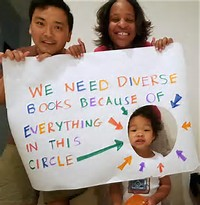 WE NEED DIVERSE
BOOKS BECAUSE OF
EVERYTHING
IN THIS
CIRCLE